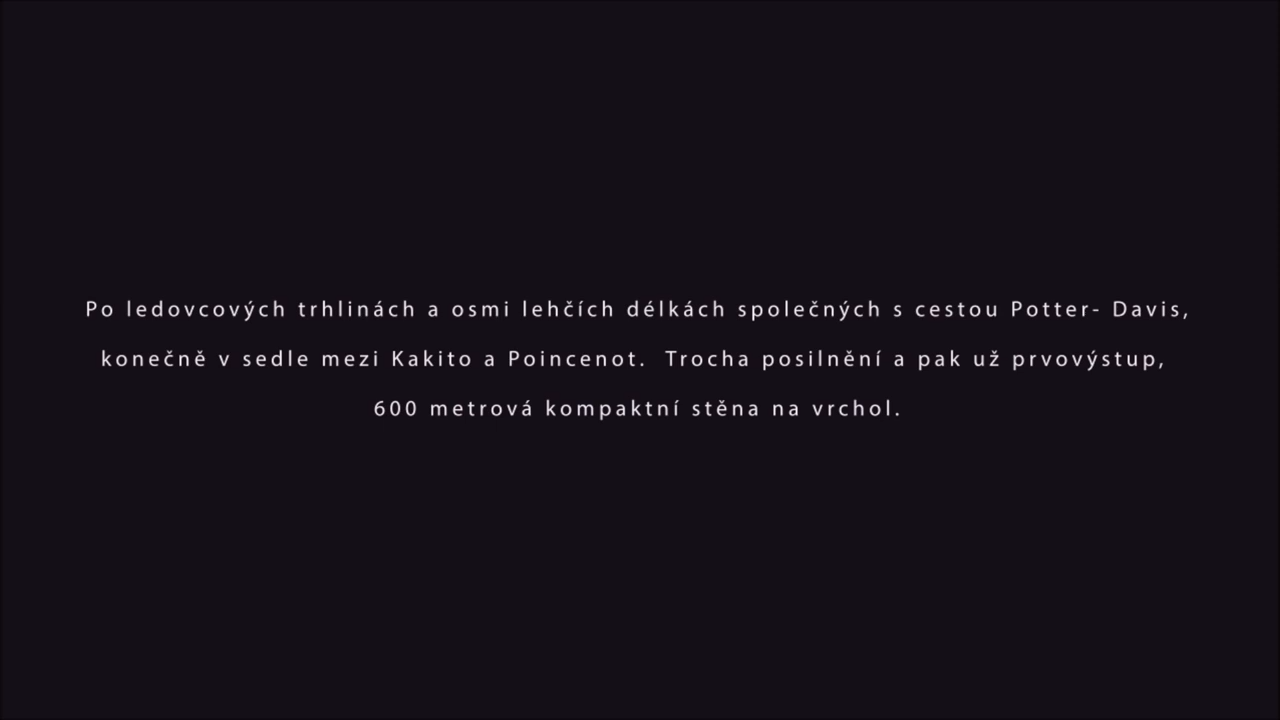 Po ledovcových trhlinách a osmi lehčích délkách společných s cestou Potter- Davis,
konečně v sedle mezi Kakito a Poincenot.  Trocha posilnění a pak už prvovýstup,
600 metrová kompaktní stěna na vrchol.